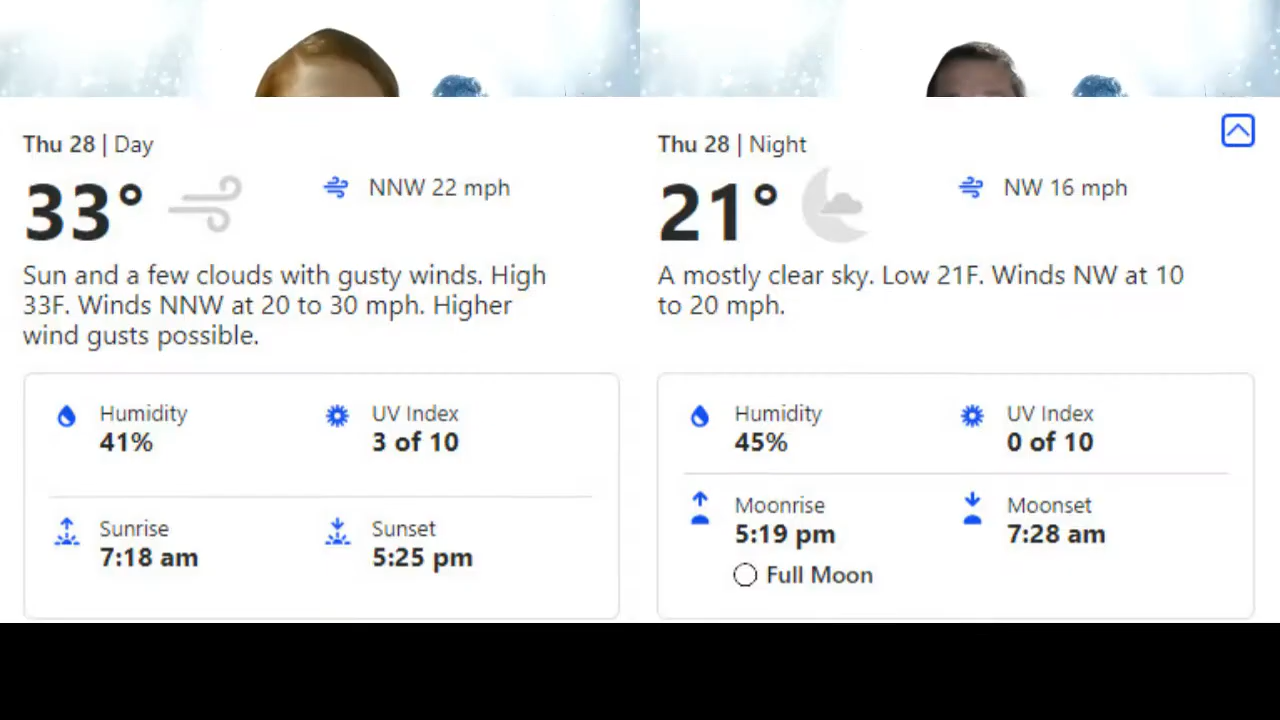 Thu 28 | Day
33°
NNW 22 mph
Sun and a few clouds with gusty winds. High
33F. Winds NNW at 20 to 30 mph. Higher
wind gusts possible.
Humidity
41%
UV Index
3 of 10
Sunrise
7:18 am
Sunset
5:25 pm
Thu 28 | Night
21°
NW 16 mph
A mostly clear sky. Low 21F. Winds NW at 10
to 20 mph.
Humidity
45%
UV Index
0 of 10
Moonrise
5:19 pm
Full Moon
Moonset
7:28 am